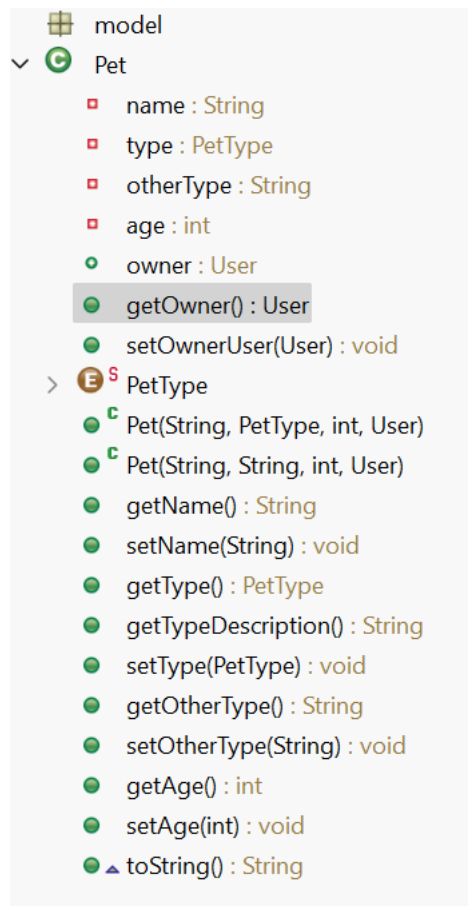 model
C Pet
name : String
type : PetType
otherType : String
age : int
owner : User
getOwner() : User
setOwnerUser(User) : void
E S PetType
C Pet(String, PetType, int, User)
C Pet(String, String, int, User)
getName() : String
setName(String) : void
getType() : PetType
getTypeDescription() : String
setType(PetType) : void
getOtherType() : String
setOtherType(String) : void
getAge() : int
setAge(int) : void
toString() : String